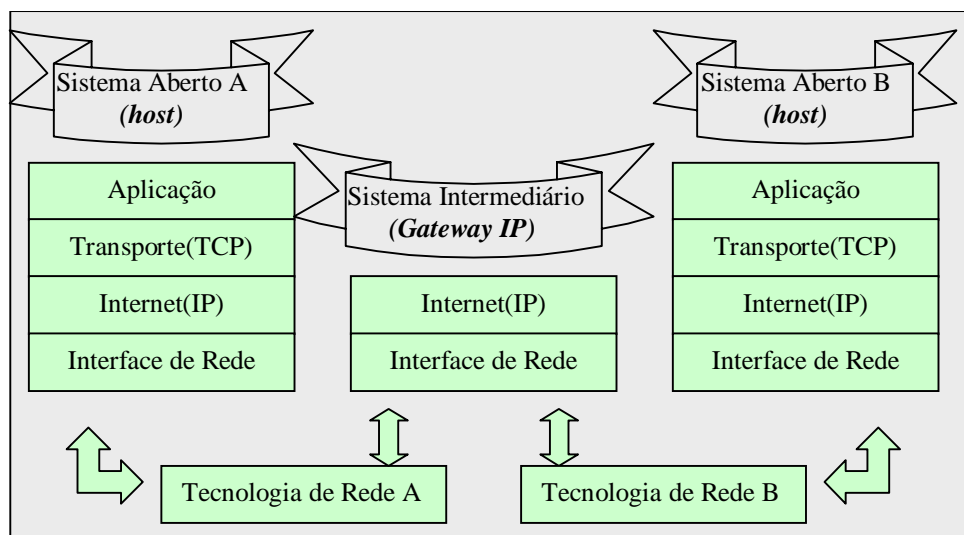 Sistema Aberto A
(host)
Sistema Aberto B
(host)
Sistema Intermediário
(Gateway IP)
Aplicação
Transporte(TCP)
Internet(IP)
Interface de Rede
Internet(IP)
Interface de Rede
Aplicação
Transporte(TCP)
Internet(IP)
Interface de Rede
Tecnologia de Rede A
Tecnologia de Rede B